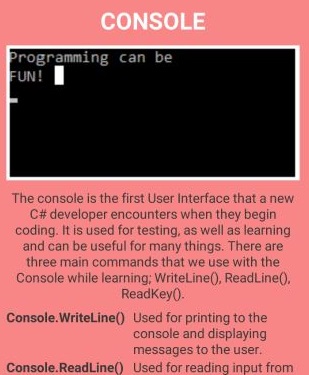 CONSOLE
Programming can be
FUN!
The console is the first User Interface that a new
C# developer encounters when they begin
coding. It is used for testing, as well as learning
and can be useful for many things. There are
three main commands that we use with the
Console while learning; WriteLine(), ReadLine(),
ReadKey().
Console.WriteLine() Used for printing to the
console and displaying
messages to the user.
Console.ReadLine() Used for reading input from